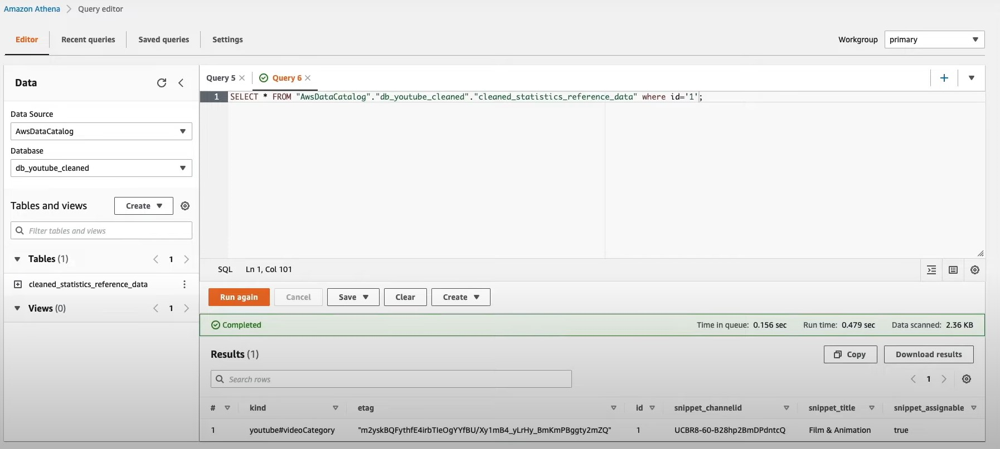 Amazon Athena > Query editor
Editor Recent queries Saved queries Settings
Workgroup primary
Data
Data Source
AwsDataCatalog
Database
db_youtube_cleaned
Tables and views Create
Filter tables and views
Tables (1) < 1 >
cleaned_statistics_reference_data
Views (0) < 1 >
Query 5 Query 6
1 SELECT * FROM "AwsDataCatalog"."db_youtube_cleaned"."cleaned_statistics_reference_data" where id='1';
SQL Ln 1, Col 101
Run again Cancel Save Clear Create
Completed Time in queue: 0.156 sec Run time: 0.479 sec Data scanned: 2.36 KB
Results (1) Copy Download results
Search rows < 1 >
# kind etag id snippet_channelid snippet_title snippet_assignable
1 youtube#videoCategory "m2yskBQFythfE4irbTIeOgYYfBU/Xy1mB4_yLrHy_BmKmPBggty2mZQ" 1 UCBR8-60-B28hp2BmDPdntcQ Film & Animation true